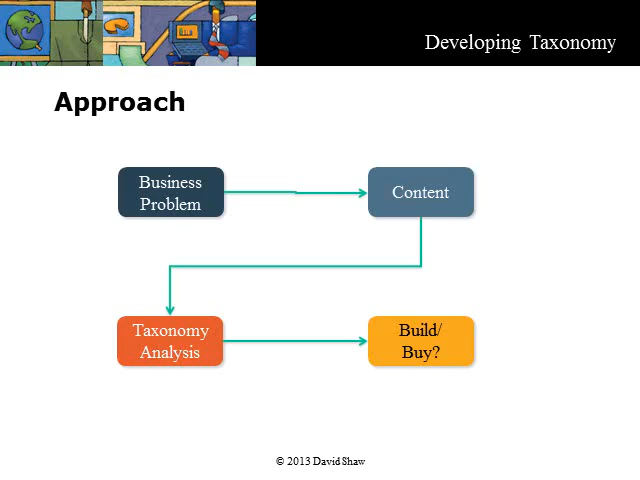 Developing Taxonomy
Approach
Business
Problem
Content
Taxonomy
Analysis
Build/
Buy?
© 2013 David Shaw